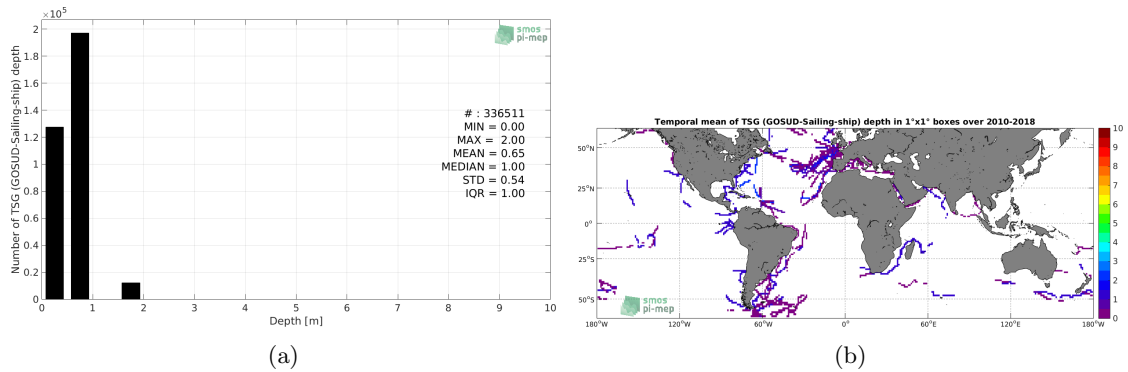 ×10⁵
2
1.8
1.6
1.4
1.2
1
0.8
0.6
0.4
0.2
0
Number of TSG (GOSUD-Sailing-ship) depth
smos
pi-mep
# : 336511
MIN = 0.00
MAX = 2.00
MEAN = 0.65
MEDIAN = 1.00
STD = 0.54
IQR = 1.00
0 1 2 3 4 5 6 7 8 9 10
Depth [m]
(a)
Temporal mean of TSG (GOSUD-Sailing-ship) depth in 1°x1° boxes over 2010-2018
50°N
25°N
0°
25°S
50°S
smos
pi-mep
180°W 120°W 60°W 0° 60°E 120°E 180°W
10
9
8
7
6
5
4
3
2
1
0
(b)